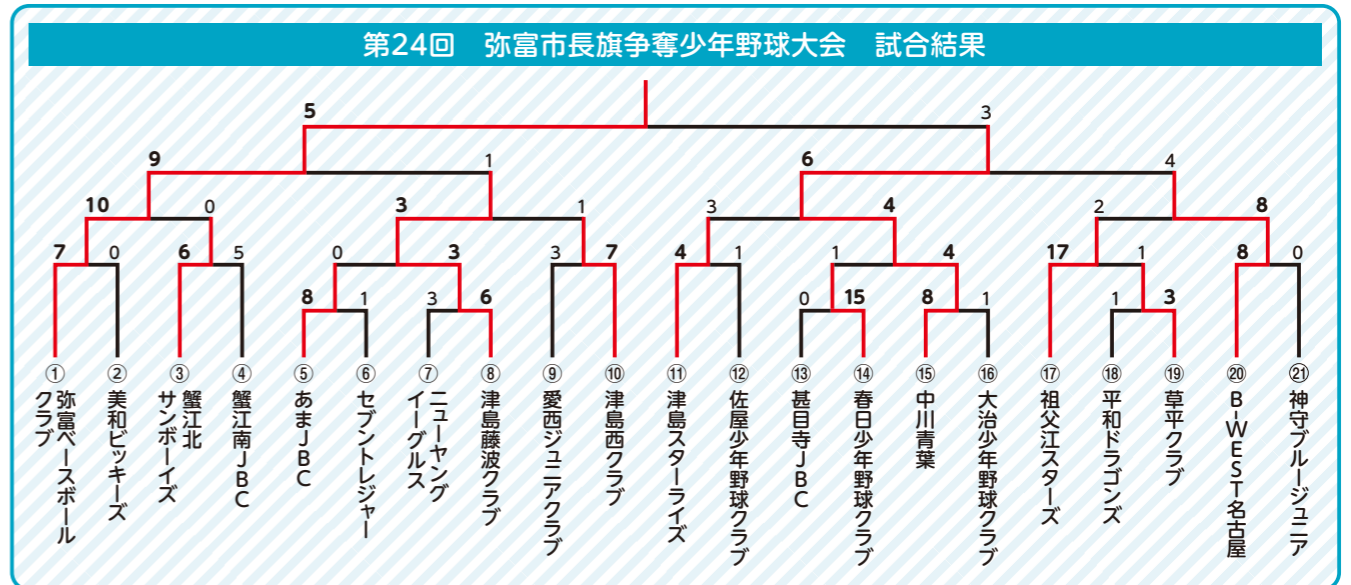 第24回 弥富市長旗争奪少年野球大会 試合結果
5 3
9 1 6 4
10 0 3 1 3 4 2 8
7 0 6 5 0 3 3 7 4 1 1 4 17 1 8 0
8 1 3 6 0 15 8 1 1 3
① ② ③ ④ ⑤ ⑥ ⑦ ⑧ ⑨ ⑩ ⑪ ⑫ ⑬ ⑭ ⑮ ⑯ ⑰ ⑱ ⑲ ⑳ ㉑
弥富ベースボール
クラブ
美和ビッキーズ
蟹江北
サンボーイズ
蟹江南JBC
あまJBC
セブントレジャー
ニューヤング
イーグルス
津島藤波クラブ
愛西ジュニアクラブ
津島西クラブ
津島スターライズ
佐屋少年野球クラブ
甚目寺JBC
春日少年野球クラブ
中川青葉
大治少年野球クラブ
祖父江スターズ
平和ドラゴンズ
草平クラブ
B-WEST名古屋
神守ブルージュニア